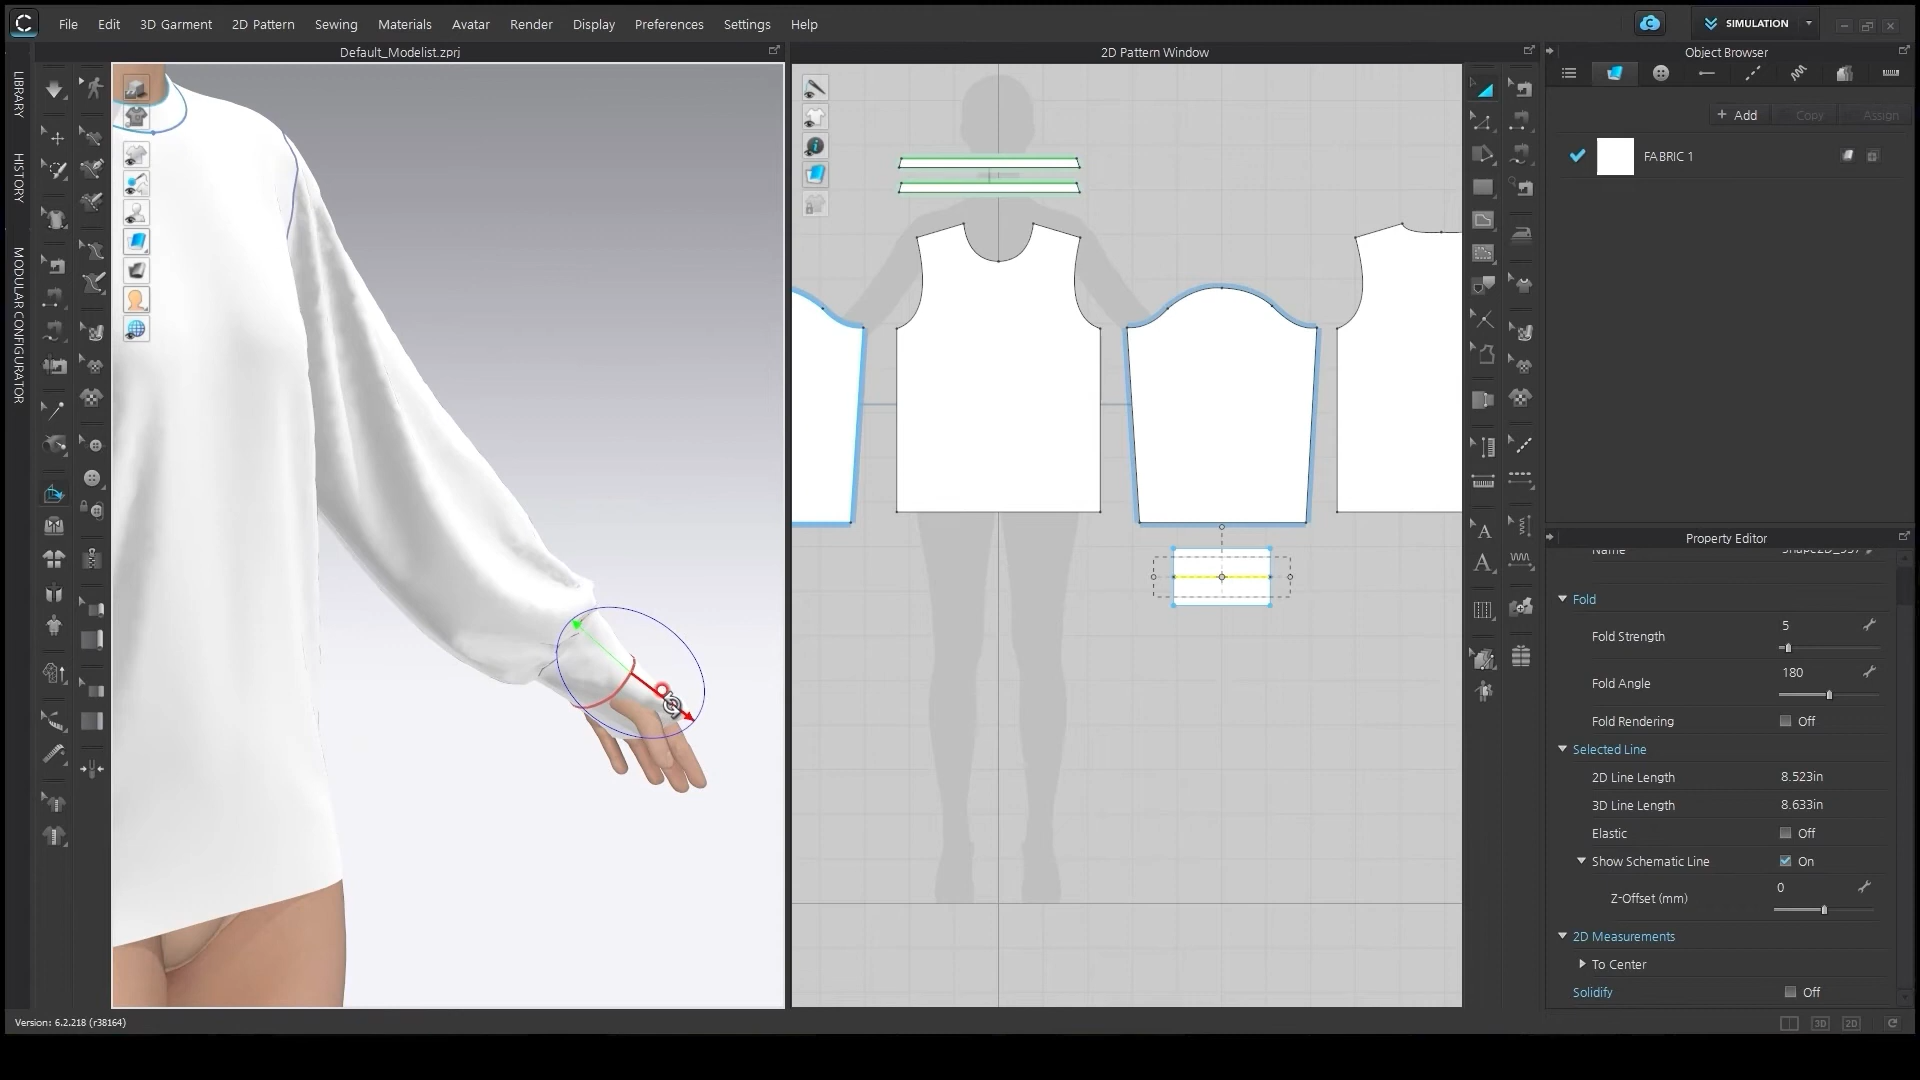 File Edit 3D Garment 2D Pattern Sewing Materials Avatar Render Display Preferences Settings Help
SIMULATION
Default_Modelist.zprj
2D Pattern Window
Object Browser
LIBRARY
HISTORY
MODULAR CONFIGURATOR
+ Add Copy Assign
FABRIC 1
Property Editor
Name
Fold
Fold Strength 5
Fold Angle 180
Fold Rendering Off
Selected Line
2D Line Length 8.523in
3D Line Length 8.633in
Elastic Off
Show Schematic Line On
Z-Offset (mm) 0
2D Measurements
To Center
Solidify Off
Version: 6.2.218 (r38164)
3D 2D